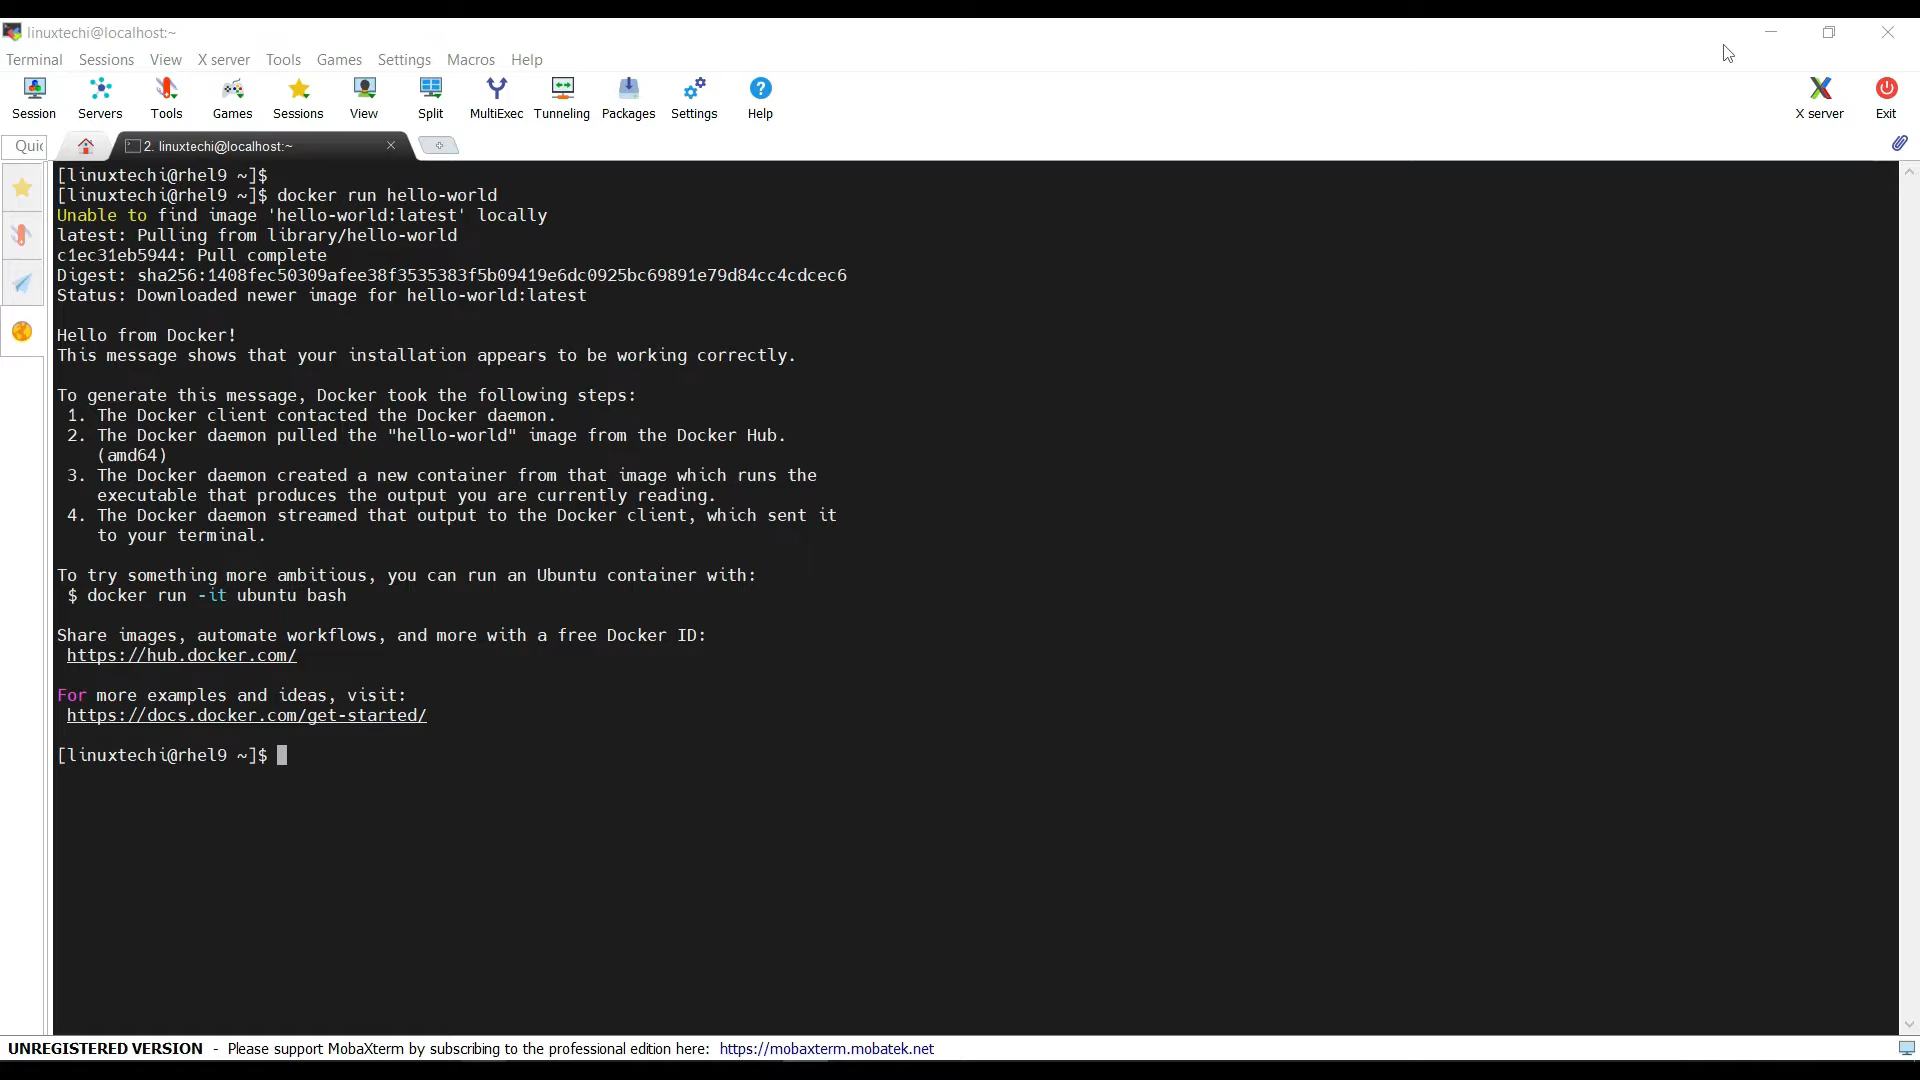 linuxtechi@localhost:~
Terminal Sessions View X server Tools Games Settings Macros Help
Session Servers Tools Games Sessions View Split MultiExec Tunneling Packages Settings Help X server Exit
Quic 2. linuxtechi@localhost:~
[linuxtechi@rhel9 ~]$
[linuxtechi@rhel9 ~]$ docker run hello-world
Unable to find image 'hello-world:latest' locally
latest: Pulling from library/hello-world
c1ec31eb5944: Pull complete
Digest: sha256:1408fec50309afee38f3535383f5b09419e6dc0925bc69891e79d84cc4cdcec6
Status: Downloaded newer image for hello-world:latest
Hello from Docker!
This message shows that your installation appears to be working correctly.
To generate this message, Docker took the following steps:
1. The Docker client contacted the Docker daemon.
2. The Docker daemon pulled the "hello-world" image from the Docker Hub.
(amd64)
3. The Docker daemon created a new container from that image which runs the
executable that produces the output you are currently reading.
4. The Docker daemon streamed that output to the Docker client, which sent it
to your terminal.
To try something more ambitious, you can run an Ubuntu container with:
$ docker run -it ubuntu bash
Share images, automate workflows, and more with a free Docker ID:
https://hub.docker.com/
For more examples and ideas, visit:
https://docs.docker.com/get-started/
[linuxtechi@rhel9 ~]$
UNREGISTERED VERSION - Please support MobaXterm by subscribing to the professional edition here: https://mobaxterm.mobatek.net